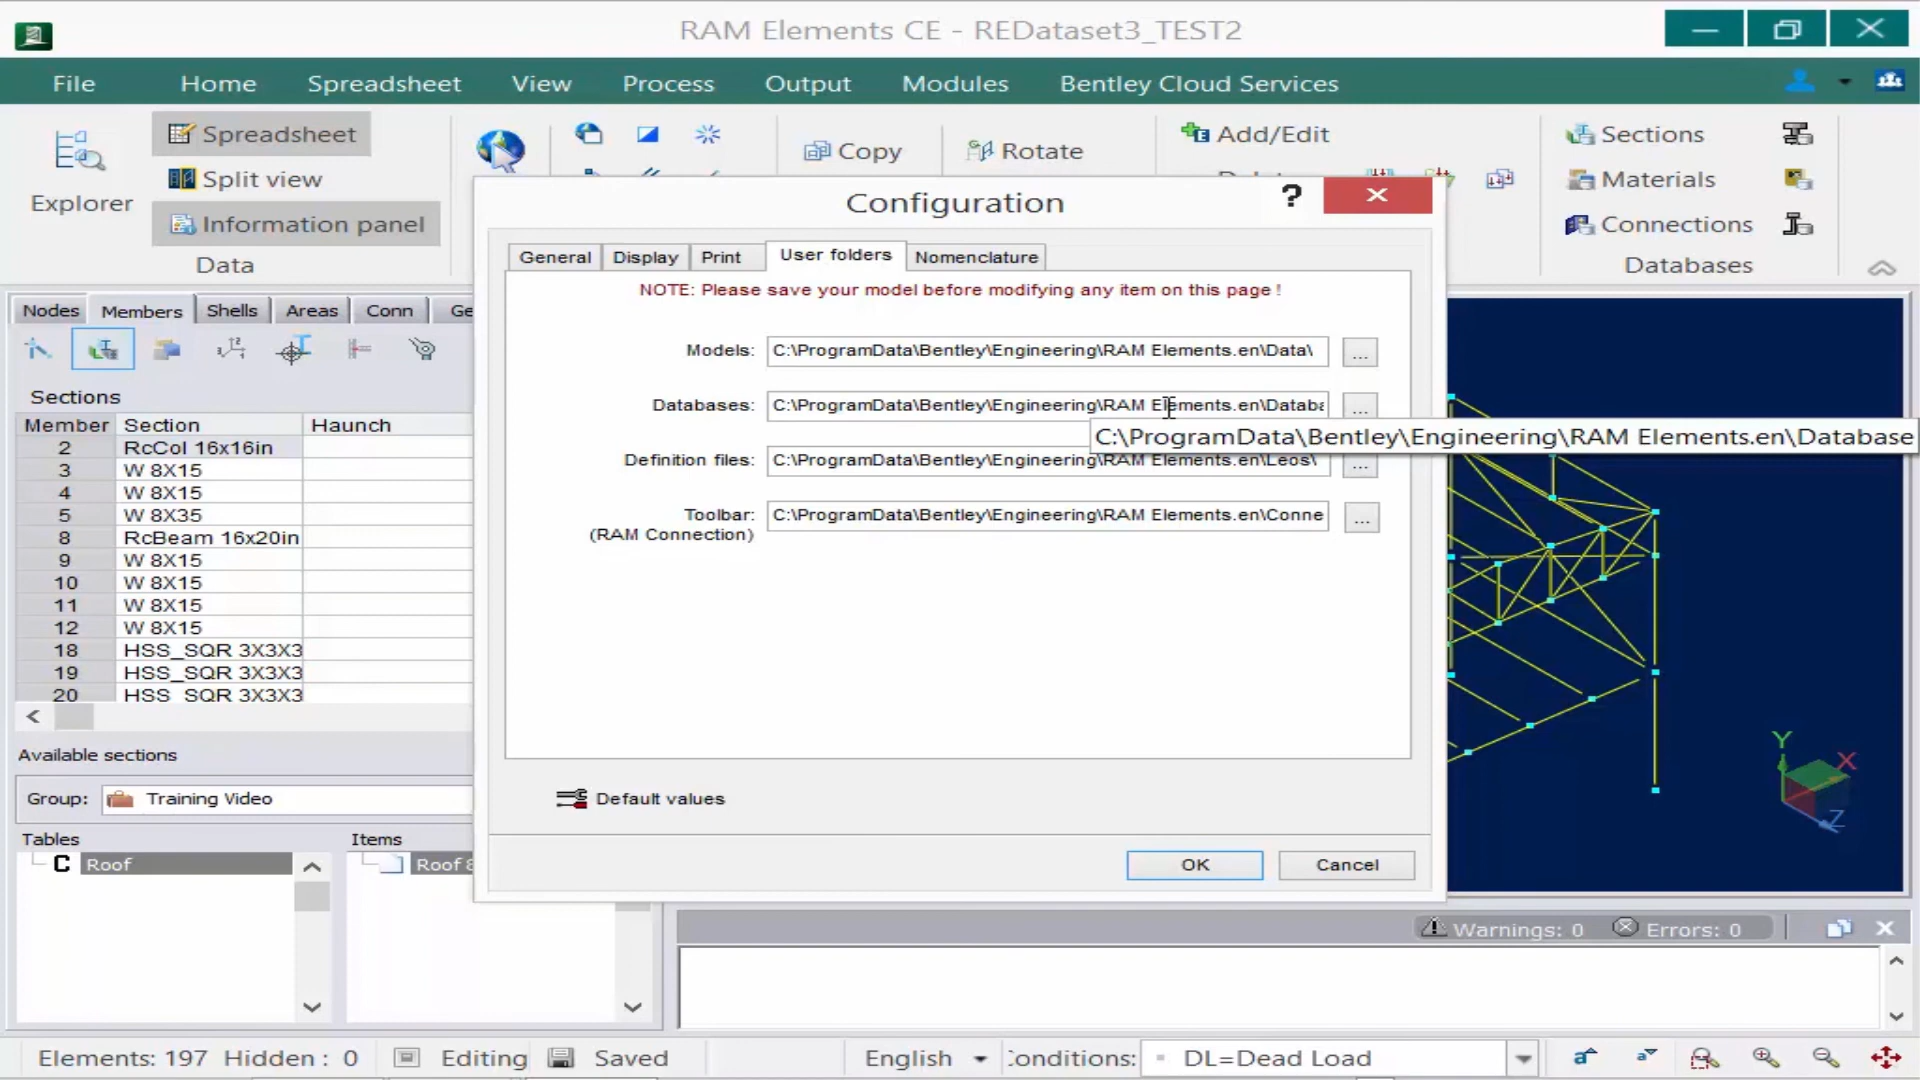 RAM Elements CE - REDataset3_TEST2
File Home Spreadsheet View Process Output Modules Bentley Cloud Services
Explorer
Spreadsheet
Split view
Information panel
Data
Copy
Rotate
Add/Edit
Sections
Materials
Connections
Databases
Configuration
?
General Display Print User folders Nomenclature
NOTE: Please save your model before modifying any item on this page !
Models: C:\ProgramData\Bentley\Engineering\RAM Elements.en\Data\ ...
Databases: C:\ProgramData\Bentley\Engineering\RAM Elements.en\Databa ...
C:\ProgramData\Bentley\Engineering\RAM Elements.en\Database
Definition files: C:\ProgramData\Bentley\Engineering\RAM Elements.en\Leos\ ...
Toolbar: C:\ProgramData\Bentley\Engineering\RAM Elements.en\Conne ...
(RAM Connection)
Default values
OK Cancel
Nodes Members Shells Areas Conn Ge
Sections
Member Section Haunch
2 RcCol 16x16in
3 W 8X15
4 W 8X15
5 W 8X35
8 RcBeam 16x20in
9 W 8X15
10 W 8X15
11 W 8X15
12 W 8X15
18 HSS_SQR 3X3X3
19 HSS_SQR 3X3X3
20 HSS_SQR 3X3X3
Available sections
Group: Training Video
Tables Items
C Roof Roof 8
Y
X
Z
Warnings: 0 Errors: 0
Elements: 197 Hidden : 0 Editing Saved English Conditions: DL=Dead Load